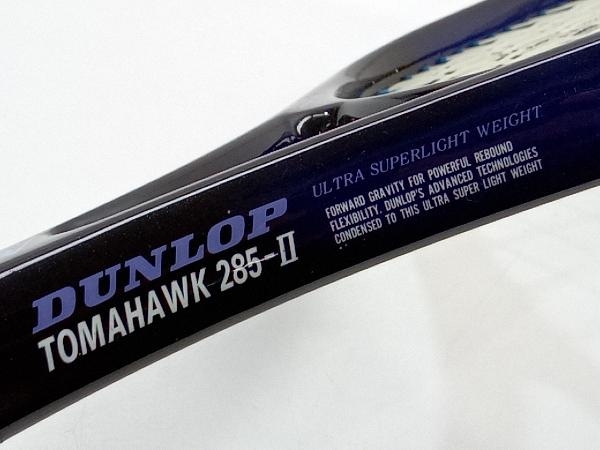 DUNLOP
TOMAHAWK 285-II
ULTRA SUPERLIGHT WEIGHT
FORWARD GRAVITY FOR POWERFUL REBOUND
FLEXIBILITY. DUNLOP'S ADVANCED TECHNOLOGIES
CONDENSED TO THIS ULTRA SUPER LIGHT WEIGHT